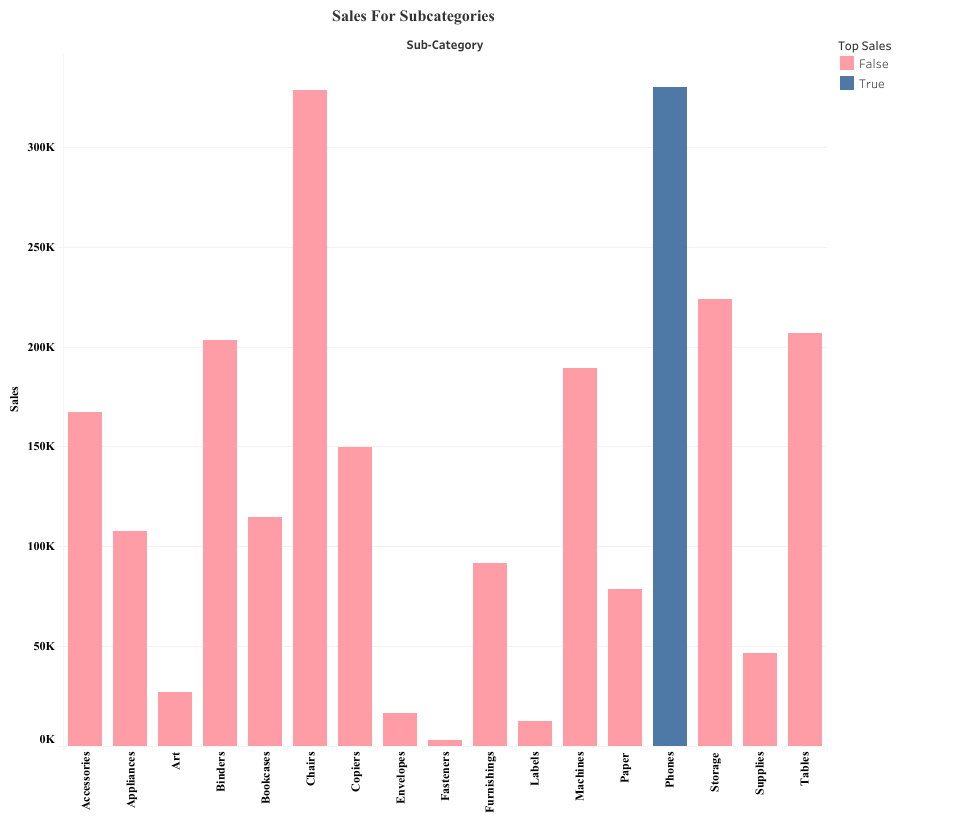 Sales For Subcategories
Sub-Category
Top Sales
False
True
Sales
300K
250K
200K
150K
100K
50K
0K
Accessories
Appliances
Art
Binders
Bookcases
Chairs
Copiers
Envelopes
Fasteners
Furnishings
Labels
Machines
Paper
Phones
Storage
Supplies
Tables